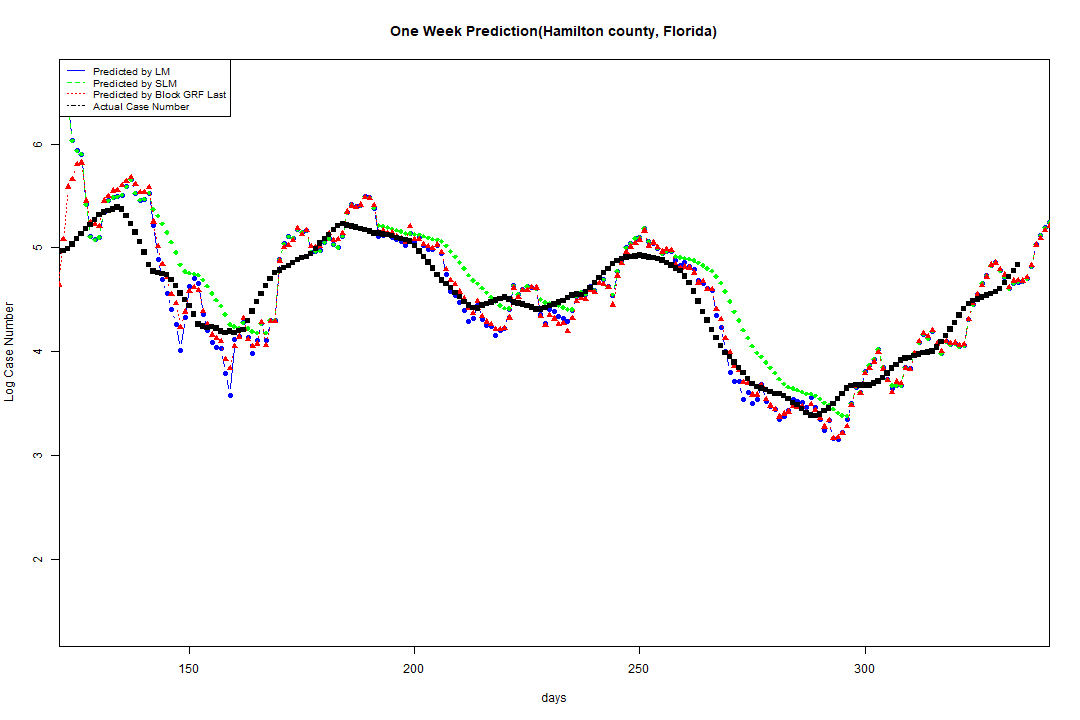 One Week Prediction(Hamilton county, Florida)
Predicted by LM
Predicted by SLM
Predicted by Block GRF Last
Actual Case Number
Log Case Number
6
5
4
3
2
150
200
250
300
days